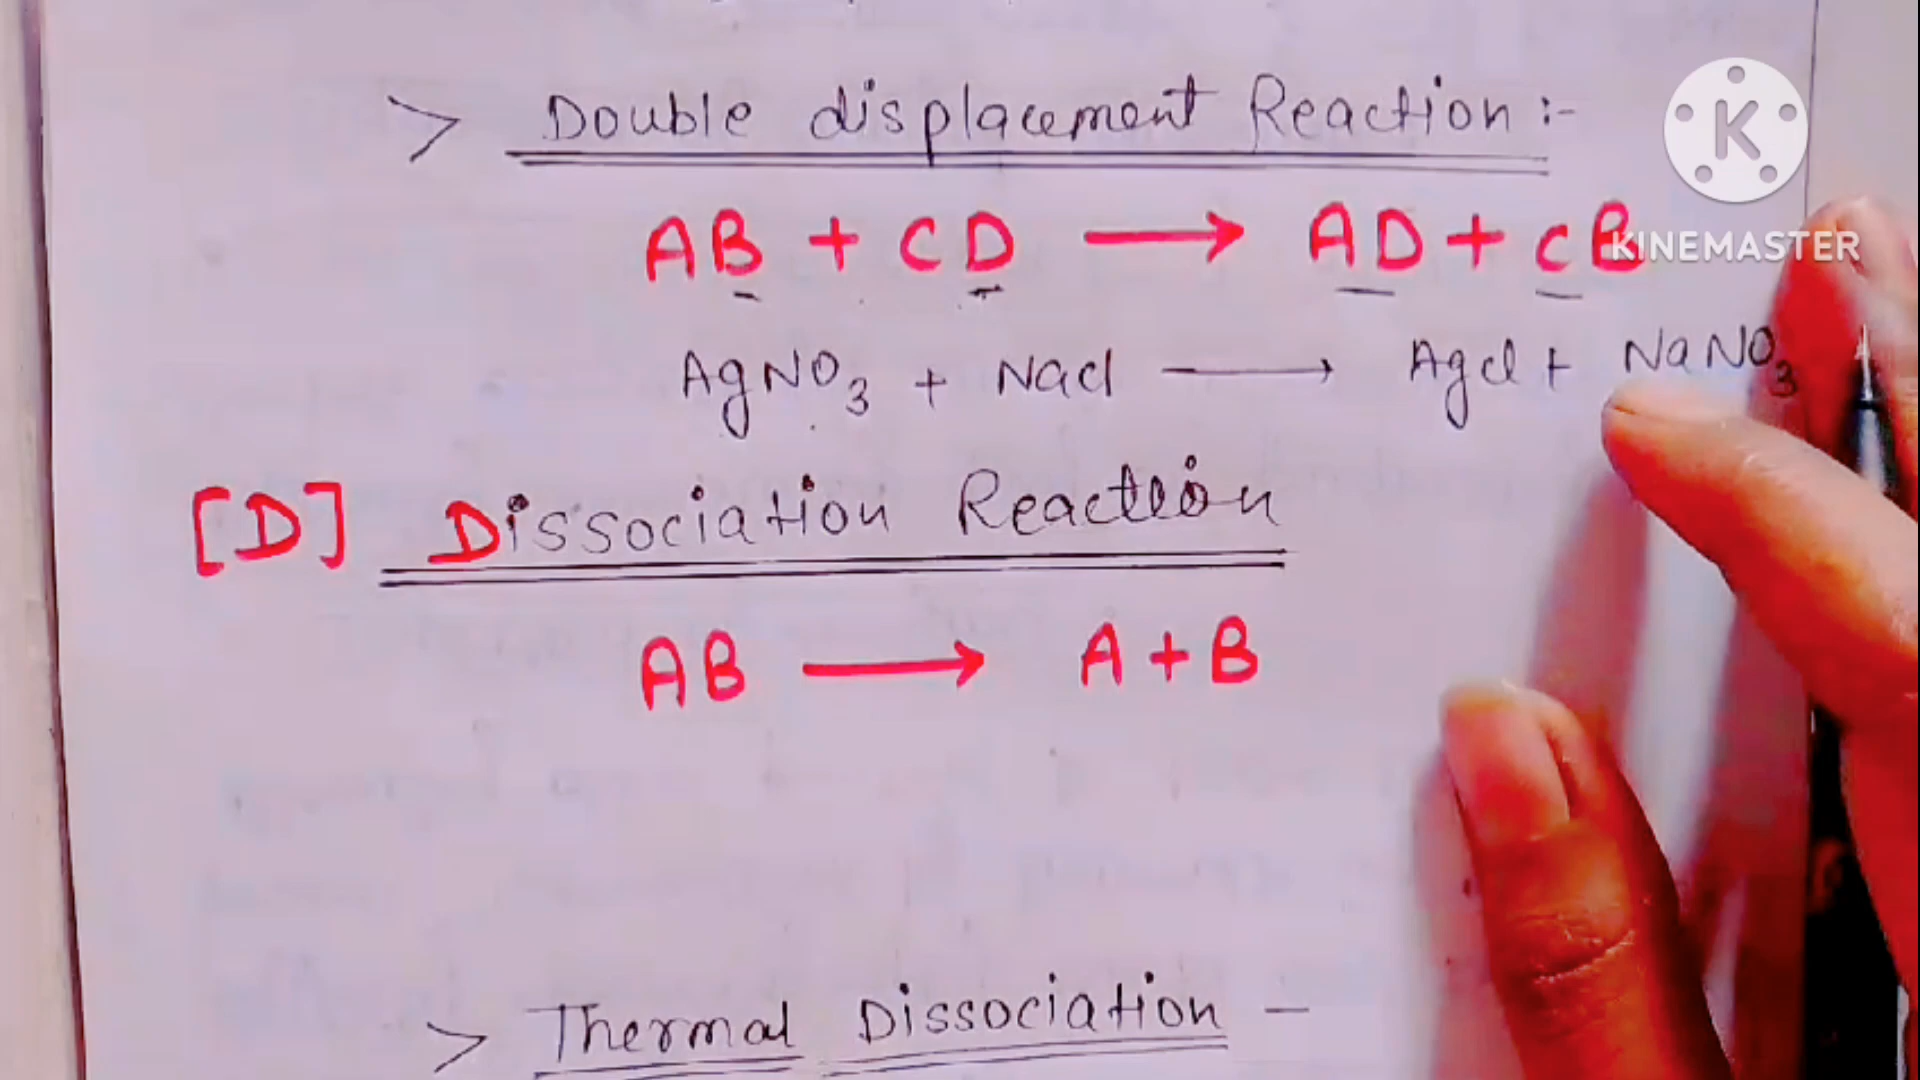 > Double displacement Reaction :-
K
KINEMASTER
AB + CD ⟶ AD + CB
AgNO₃ + Nacl ⟶ Agcl + NaNO₃
[D] Dissociation Reaction
AB ⟶ A + B
> Thermal Dissociation -